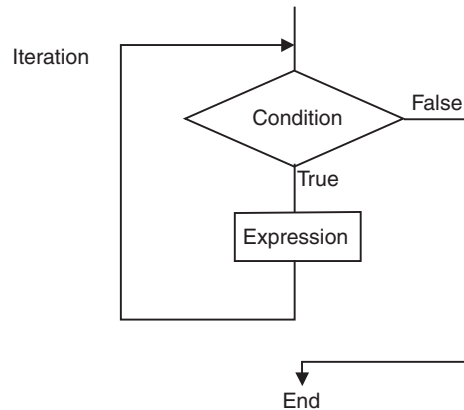 Iteration
Condition
False
True
Expression
End